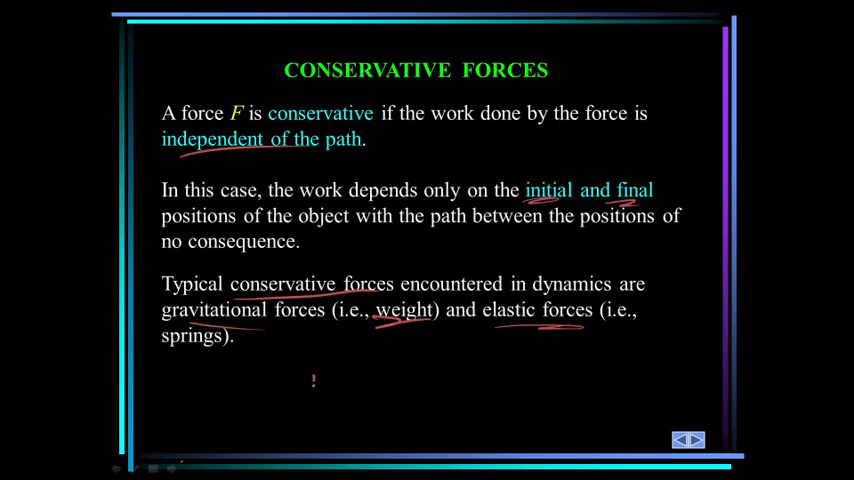 CONSERVATIVE FORCES
A force F is conservative if the work done by the force is
independent of the path.
In this case, the work depends only on the initial and final
positions of the object with the path between the positions of
no consequence.
Typical conservative forces encountered in dynamics are
gravitational forces (i.e., weight) and elastic forces (i.e.,
springs).